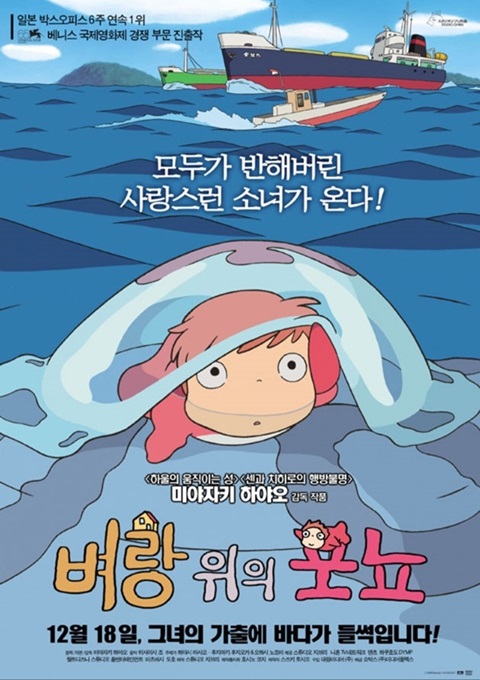 일본 박스오피스 6주 연속 1위
베니스 국제영화제 경쟁 부문 진출작
모두가 반해버린
사랑스런 소녀가 온다!
<하울의 움직이는 성> <센과 치히로의 행방불명>
미야자키 하야오 감독 작품
벼랑 위의 포뇨
12월 18일, 그녀의 가출에 바다가 들썩입니다!